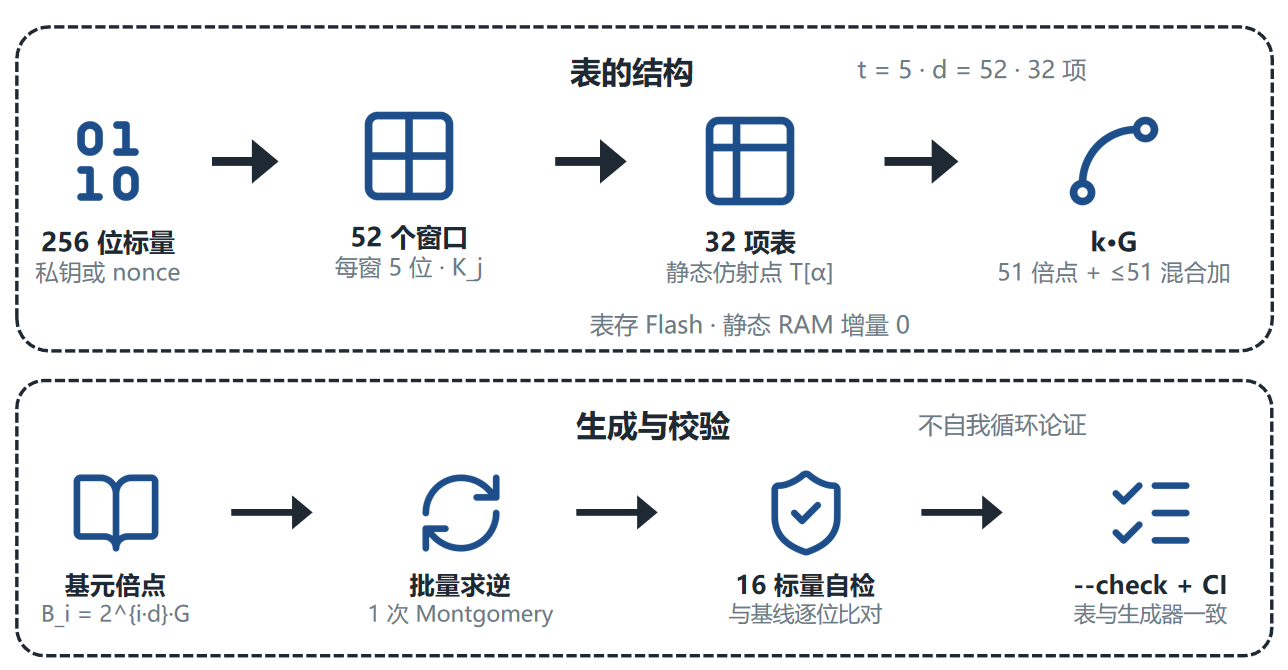 表的结构
t = 5 · d = 52 · 32 项
01
10
256 位标量
私钥或 nonce
52 个窗口
每窗 5 位 · K_j
32 项表
静态仿射点 T[α]
k•G
51 倍点 + ≤51 混合加
表存 Flash · 静态 RAM 增量 0
生成与校验
不自我循环论证
基元倍点
B_i = 2^{i·d}·G
批量求逆
1 次 Montgomery
16 标量自检
与基线逐位比对
--check + CI
表与生成器一致